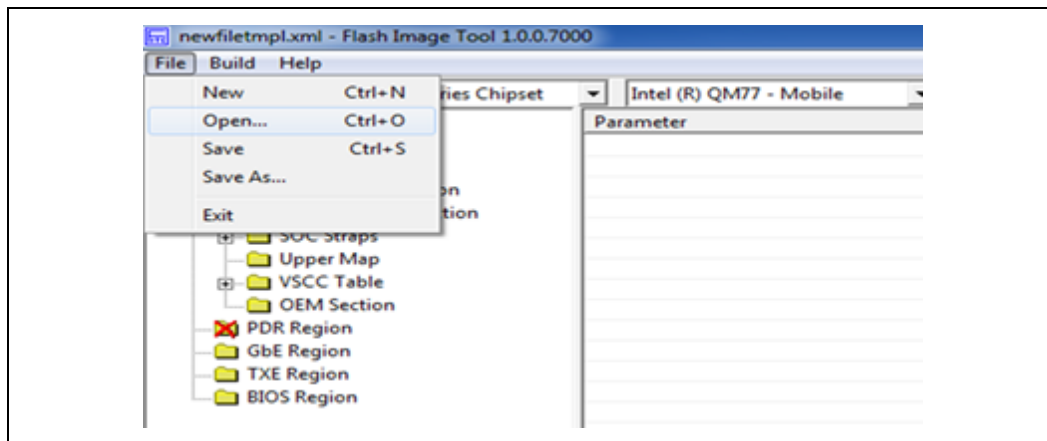 newfiletmpl.xml - Flash Image Tool 1.0.0.7000
File Build Help
New Ctrl+N
ries Chipset
Intel (R) QM77 - Mobile
Open... Ctrl+O
Parameter
Save Ctrl+S
Save As...
on
Exit
tion
SOC Straps
Upper Map
VSCC Table
OEM Section
PDR Region
GbE Region
TXE Region
BIOS Region